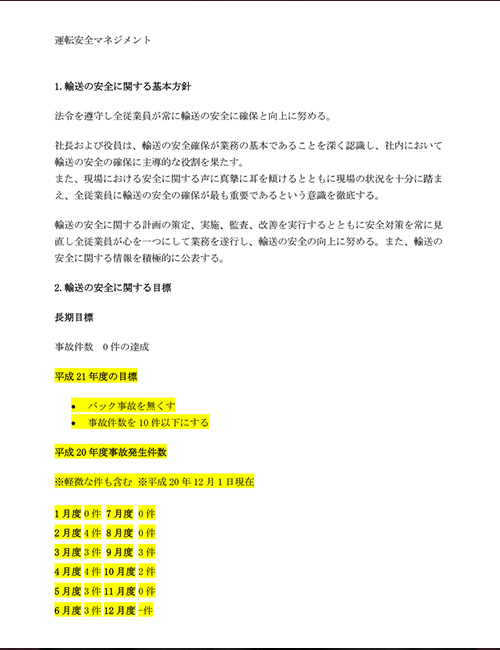 運転安全マネジメント
1.輸送の安全に関する基本方針
法令を遵守し全従業員が常に輸送の安全に確保と向上に努める。
社長および役員は、輸送の安全確保が業務の基本であることを深く認識し、社内において
輸送の安全の確保に主導的な役割を果たす。
また、現場における安全に関する声に真摯に耳を傾けるとともに現場の状況を十分に踏ま
え、全従業員に輸送の安全の確保が最も重要であるという意識を徹底する。
輸送の安全に関する計画の策定、実施、監査、改善を実行するとともに安全対策を常に見
直し全従業員が心を一つにして業務を遂行し、輸送の安全の向上に努める。また、輸送の
安全に関する情報を積極的に公表する。
2.輸送の安全に関する目標
長期目標
事故件数　0件の達成
平成21年度の目標
• バック事故を無くす
• 事故件数を10件以下にする
平成20年度事故発生件数
※軽微な件も含む ※平成20年12月1日現在
1月度 0件 7月度 0件
2月度 4件 8月度 0件
3月度 3件 9月度 3件
4月度 4件 10月度 2件
5月度 3件 11月度 0件
6月度 3件 12月度 -件